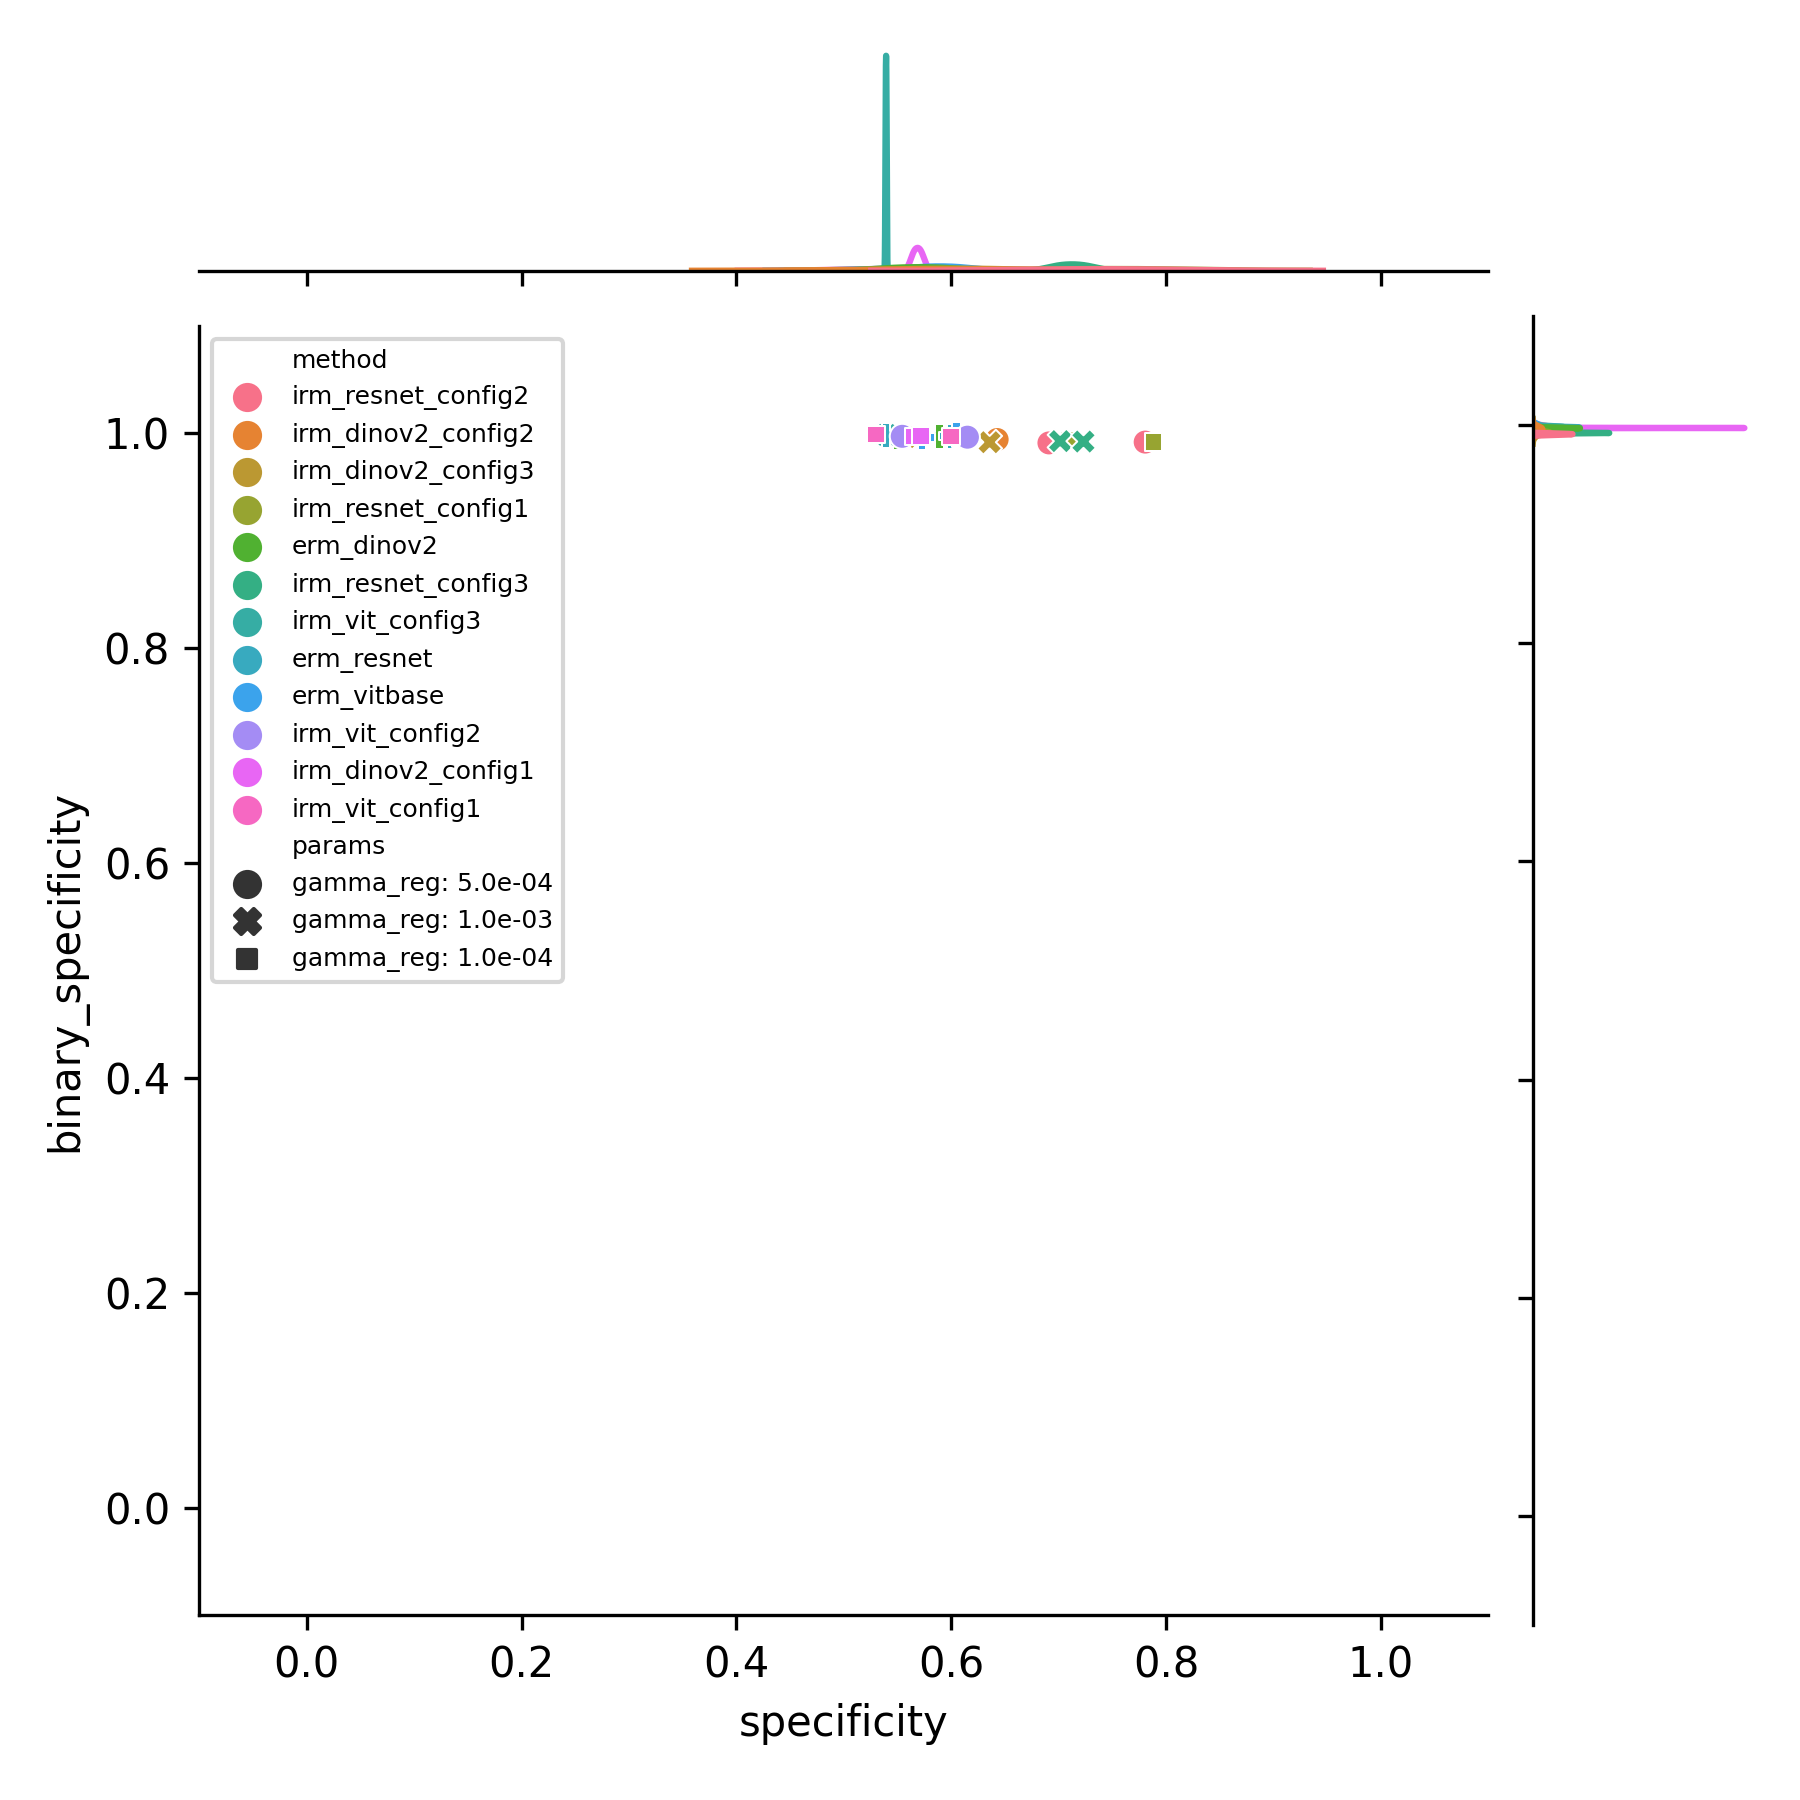 method
irm_resnet_config2
irm_dinov2_config2
irm_dinov2_config3
irm_resnet_config1
erm_dinov2
irm_resnet_config3
irm_vit_config3
erm_resnet
erm_vitbase
irm_vit_config2
irm_dinov2_config1
irm_vit_config1
params
gamma_reg: 5.0e-04
gamma_reg: 1.0e-03
gamma_reg: 1.0e-04
binary_specificity
1.0
0.8
0.6
0.4
0.2
0.0
0.0 0.2 0.4 0.6 0.8 1.0
specificity